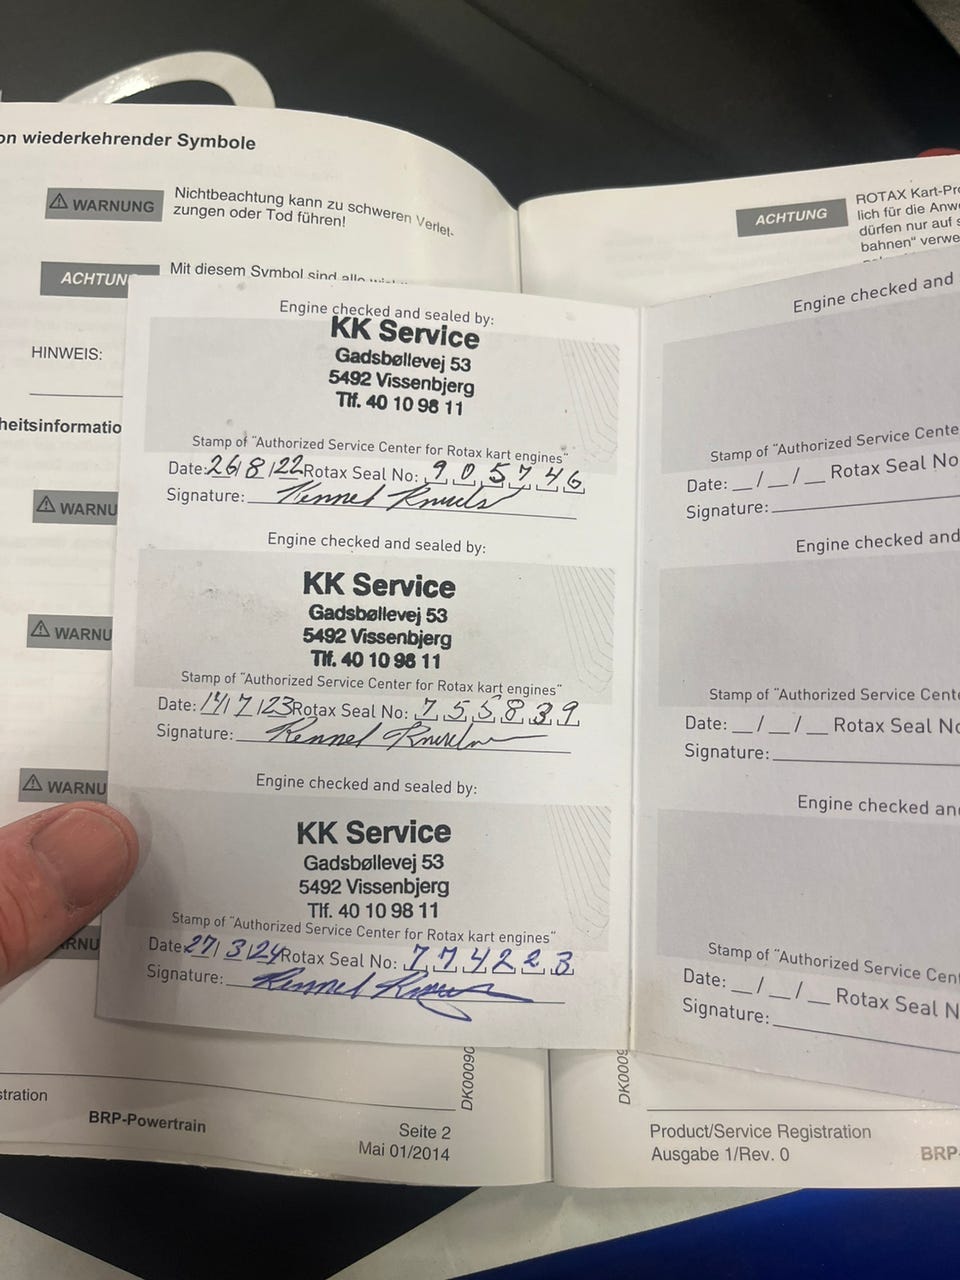 on wiederkehrender Symbole
WARNUNG
Nichtbeachtung kann zu schweren Verlet-
zungen oder Tod führen!
ACHTUN
Mit diesem Symbol sind alle
HINWEIS:
heitsinformatio
WARNU
WARNU
WARNU
ARNU
Engine checked and sealed by:
KK Service
Gadsbøllevej 53
5492 Vissenbjerg
Tlf. 40 10 98 11
Stamp of "Authorized Service Center for Rotax kart engines"
Date: 26/8/22 Rotax Seal No: 905746
Signature:
Engine checked and sealed by:
KK Service
Gadsbøllevej 53
5492 Vissenbjerg
Tlf. 40 10 98 11
Stamp of "Authorized Service Center for Rotax kart engines"
Date: 14/7/23 Rotax Seal No: 755839
Signature:
Engine checked and sealed by:
KK Service
Gadsbøllevej 53
5492 Vissenbjerg
Tlf. 40 10 98 11
Stamp of "Authorized Service Center for Rotax kart engines"
Date: 27/3/24 Rotax Seal No: 774223
Signature:
stration
BRP-Powertrain
Seite 2
Mai 01/2014
DK00090
ACHTUNG
ROTAX Kart-Pro
lich für die Anw
dürfen nur auf s
bahnen" verwe
Engine checked and
Stamp of "Authorized Service Cente
Date: __/__/__ Rotax Seal No
Signature:
Engine checked and
Stamp of "Authorized Service Cent
Date: __/__/__ Rotax Seal No
Signature:
Engine checked an
Stamp of "Authorized Service Cen
Date: __/__/__ Rotax Seal N
Signature:
DK0009
Product/Service Registration
Ausgabe 1/Rev. 0
BRP-